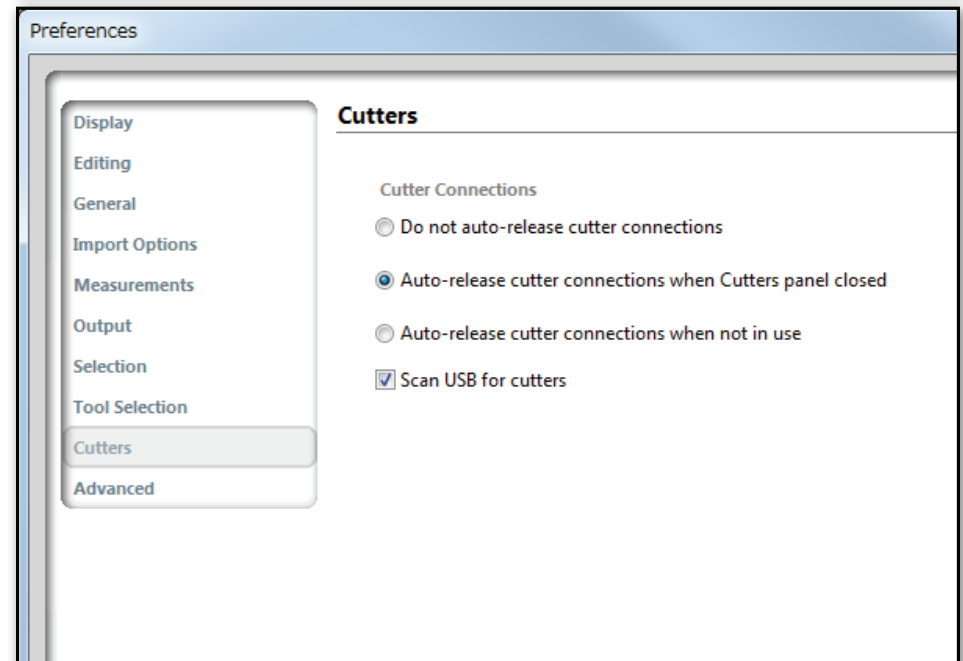 Preferences
Display
Editing
General
Import Options
Measurements
Output
Selection
Tool Selection
Cutters
Advanced
Cutters
Cutter Connections
Do not auto-release cutter connections
Auto-release cutter connections when Cutters panel closed
Auto-release cutter connections when not in use
Scan USB for cutters